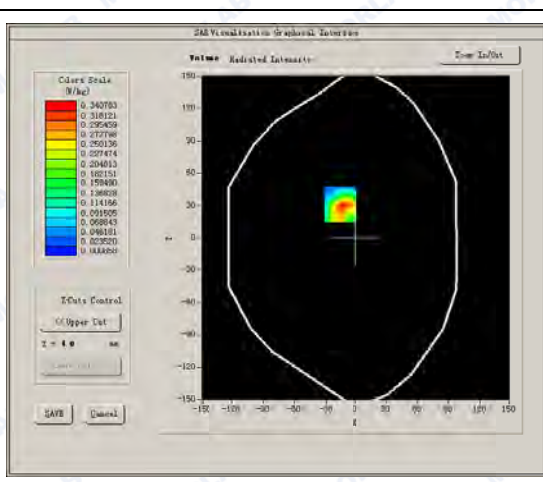 SAR Visualisation Graphical Interface
Volume Radiated Intensity
Zoom In/Out
Colors Scale
(W/kg)
0.340783
0.318121
0.295459
0.272798
0.250136
0.227474
0.204813
0.182151
0.159490
0.136828
0.114166
0.091505
0.068843
0.046181
0.023520
0.000858
150
120
90
60
30
0
-30
-60
-90
-120
-150
-150 -120 -90 -60 -30 0 30 60 90 120 150
X
Z-Cuts Control
<<Upper Cut
Z = 4.0 mm
SAVE
Cancel